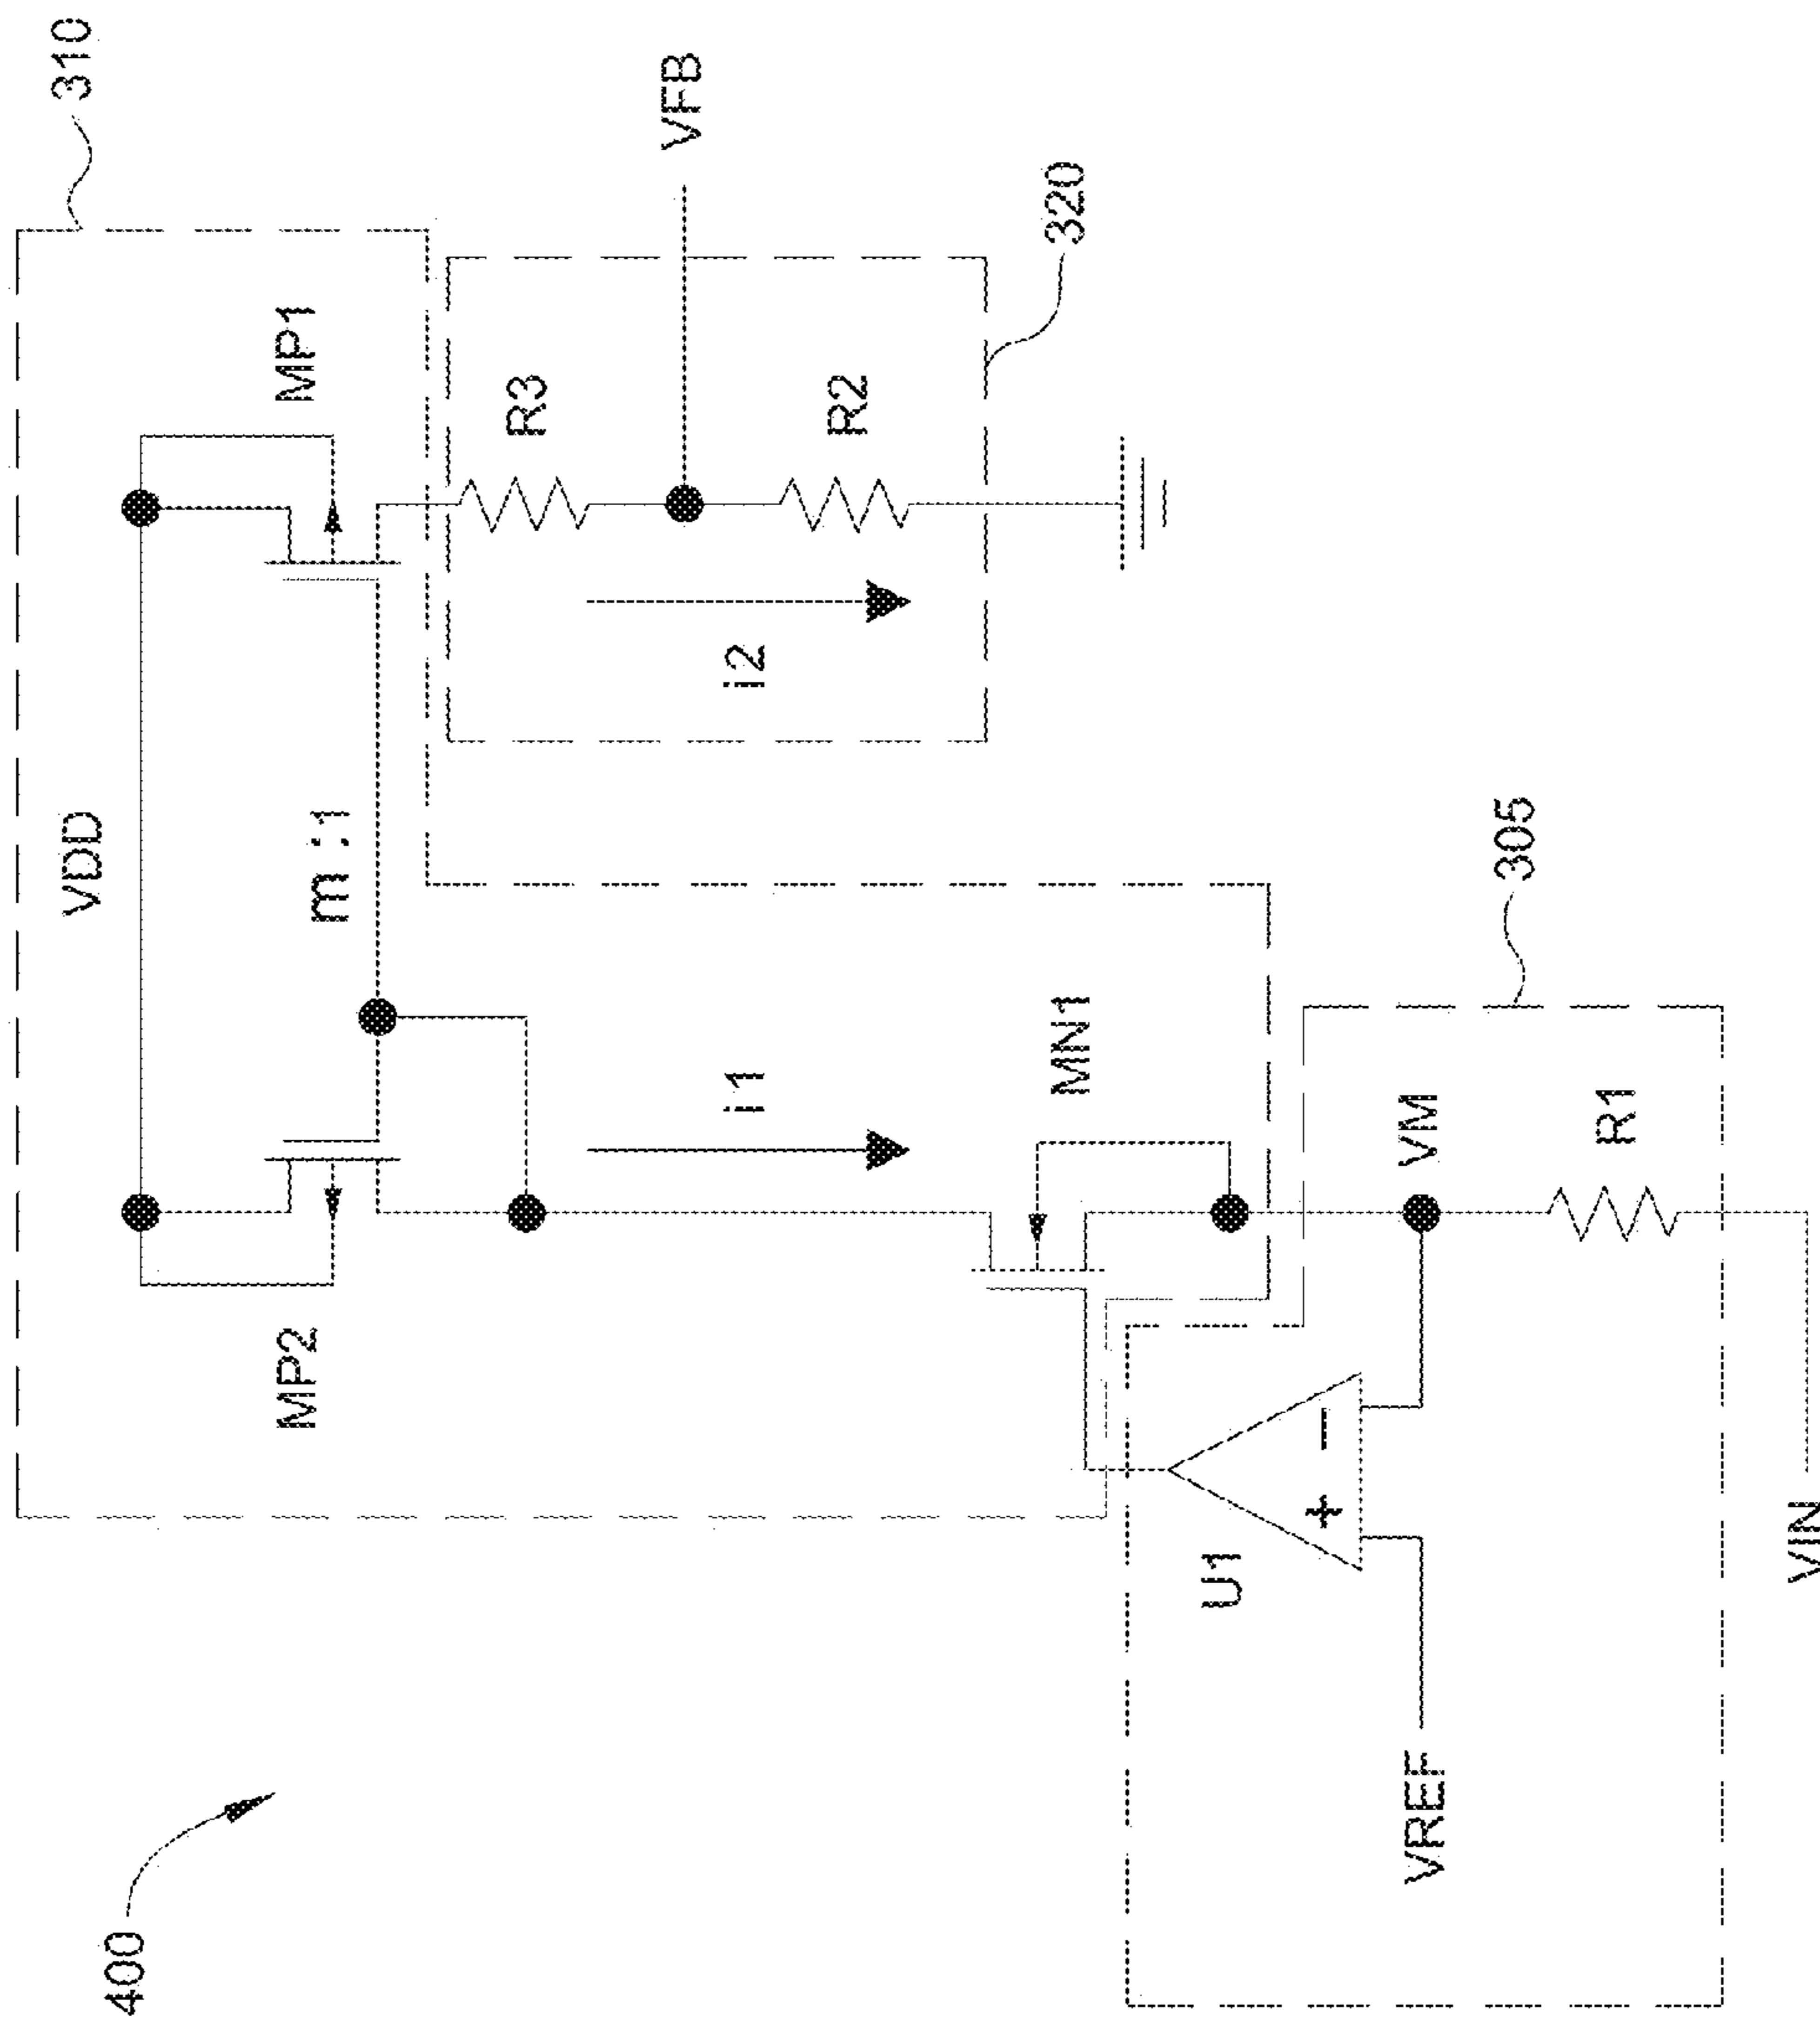 400
310
VDD
MP2
m : 1
MP1
R3
VFB
i1
i2
R2
320
MN1
U1
+
−
VM
305
VREF
R1
VIN